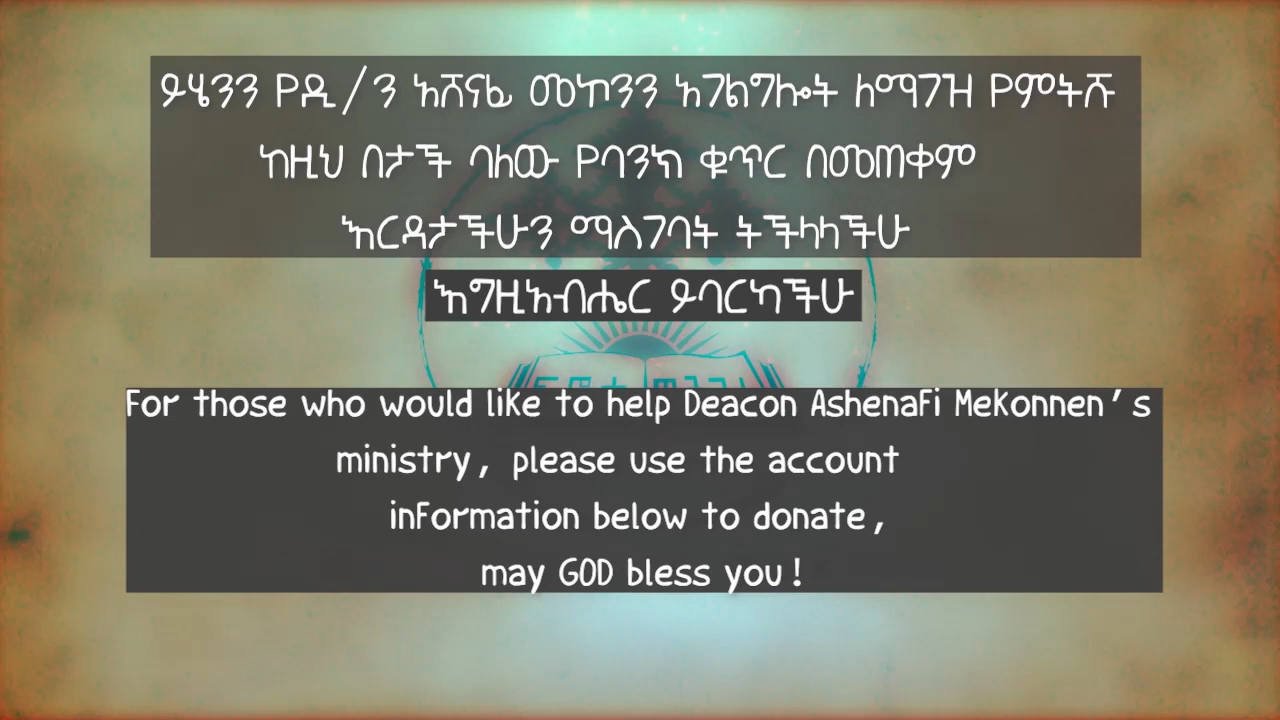 ይሄንን የዲ/ን አሸናፊ መኮንን አገልግሎት ለማገዝ የምትሹ
ከዚህ በታች ባለው የባንክ ቁጥር በመጠቀም
እርዳታችሁን ማስገባት ትችላላችሁ
እግዚአብሔር ይባርካችሁ
For those who would like to help Deacon Ashenafi Mekonnen's
ministry, please use the account
information below to donate,
may GOD bless you!